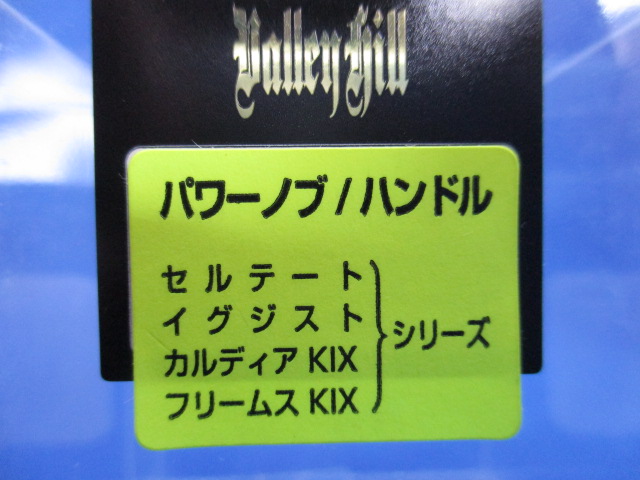 Valley Hill
パワーノブ/ハンドル
セルテート
イグジスト
カルディア KIX
フリームス KIX
シリーズ